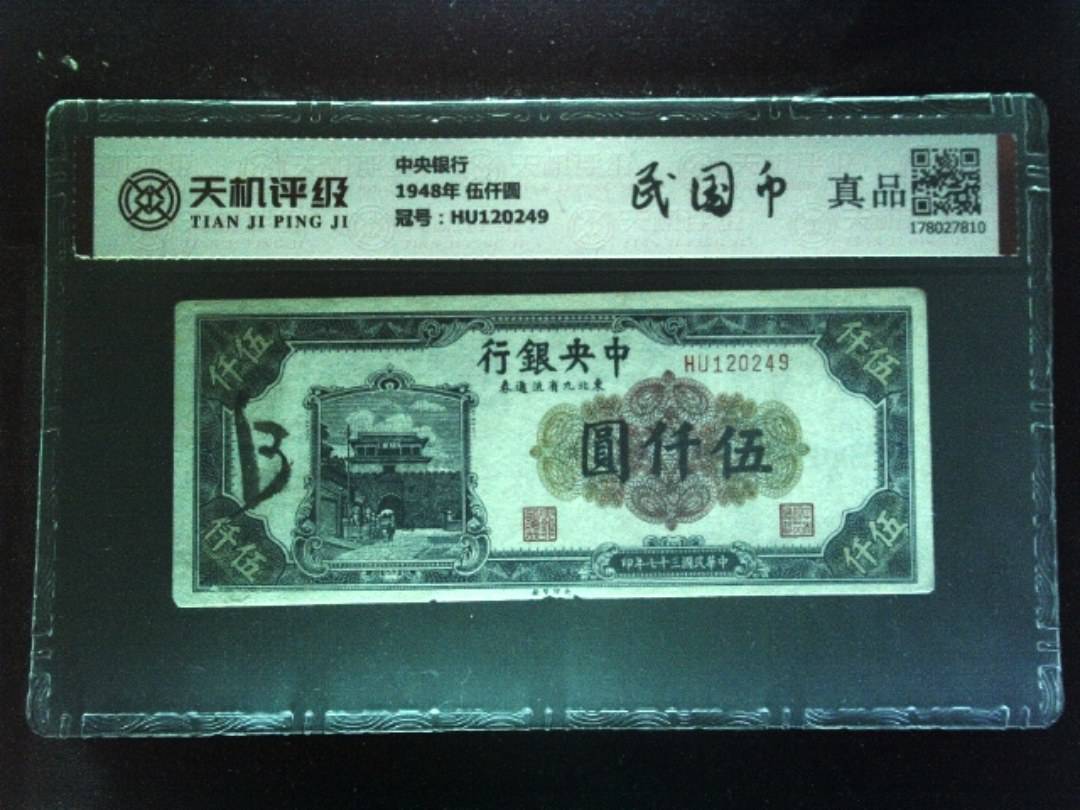 天机评级
TIAN JI PING JI
中央银行
1948年 伍仟圆
冠号：HU120249
民国币
真品
178027810
伍仟
伍仟
中央銀行
HU120249
東北九省流通券
B
伍仟圓
伍仟
伍仟
中華民國三十七年印